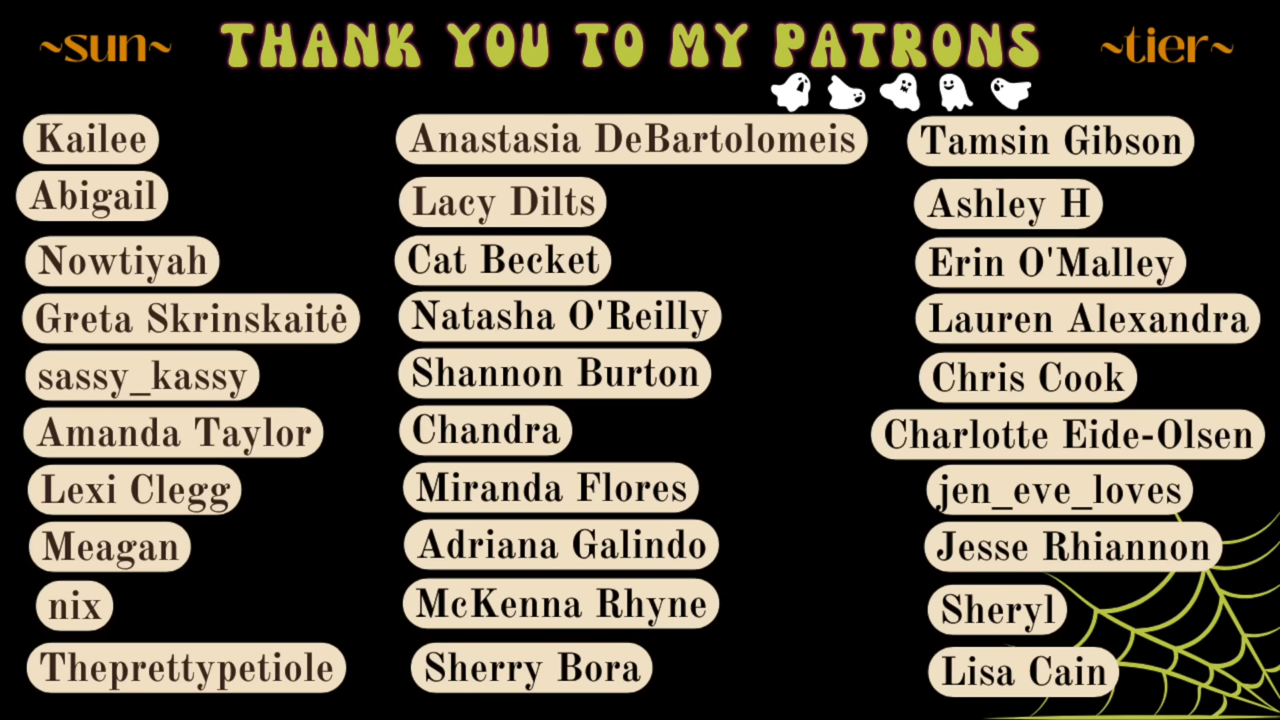 ~sun~
THANK YOU TO MY PATRONS
~tier~
Kailee
Abigail
Nowtiyah
Greta Skrinskaitė
sassy_kassy
Amanda Taylor
Lexi Clegg
Meagan
nix
Theprettypetiole
Anastasia DeBartolomeis
Lacy Dilts
Cat Becket
Natasha O'Reilly
Shannon Burton
Chandra
Miranda Flores
Adriana Galindo
McKenna Rhyne
Sherry Bora
Tamsin Gibson
Ashley H
Erin O'Malley
Lauren Alexandra
Chris Cook
Charlotte Eide-Olsen
jen_eve_loves
Jesse Rhiannon
Sheryl
Lisa Cain